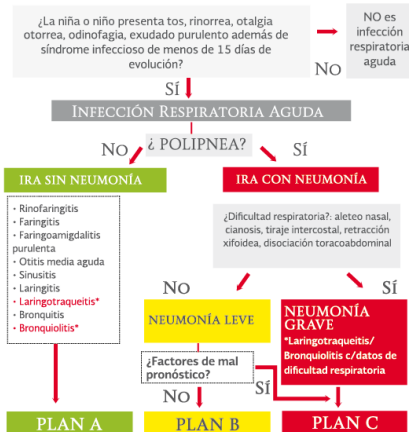 ¿La niña o niño presenta tos, rinorrea, otalgia
otorrea, odinofagia, exudado purulento además de
síndrome infeccioso de menos de 15 días de
evolución?
NO es
infección
respiratoria
aguda
NO
SÍ
INFECCIÓN RESPIRATORIA AGUDA
NO
¿ POLIPNEA?
SÍ
IRA SIN NEUMONÍA
IRA CON NEUMONÍA
• Rinofaringitis
• Faringitis
• Faringoamigdalitis
purulenta
• Otitis media aguda
• Sinusitis
• Laringitis
• Laringotraqueitis*
• Bronquitis
• Bronquiolitis*
¿Dificultad respiratoria?: aleteo nasal,
cianosis, tiraje intercostal, retracción
xifoidea, disociación toracoabdominal
NO
SÍ
NEUMONÍA LEVE
NEUMONÍA
GRAVE
*Laringotraqueitis/
Bronquiolitis c/datos de
dificultad respiratoria
¿Factores de mal
pronóstico?
NO
SÍ
PLAN A
PLAN B
PLAN C